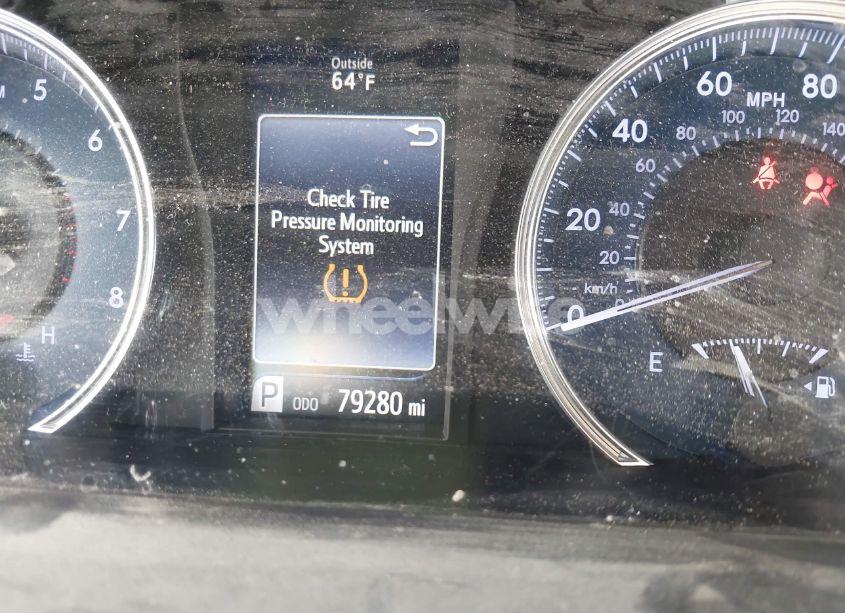 Outside
64°F
Check Tire
Pressure Monitoring
System
P ODO 79280 mi
5
6
7
8
H
0
20
40
60
80
MPH
20
40
60
80
100
120
140
km/h
E
wheelwize